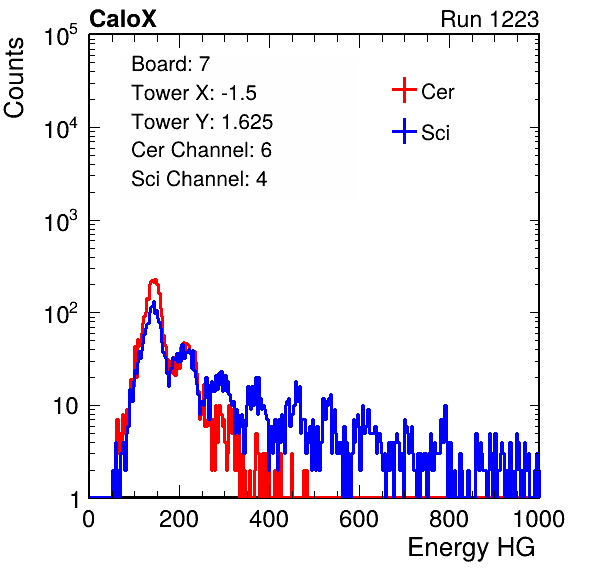 CaloX Run 1223
Counts
10^5
10^4
10^3
10^2
10
1
Board: 7
Tower X: -1.5
Tower Y: 1.625
Cer Channel: 6
Sci Channel: 4
Cer
Sci
0 200 400 600 800 1000
Energy HG